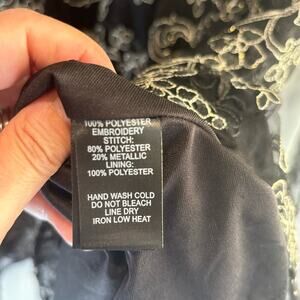 100% POLYESTER
EMBROIDERY
STITCH:
80% POLYESTER
20% METALLIC
LINING:
100% POLYESTER
HAND WASH COLD
DO NOT BLEACH
LINE DRY
IRON LOW HEAT